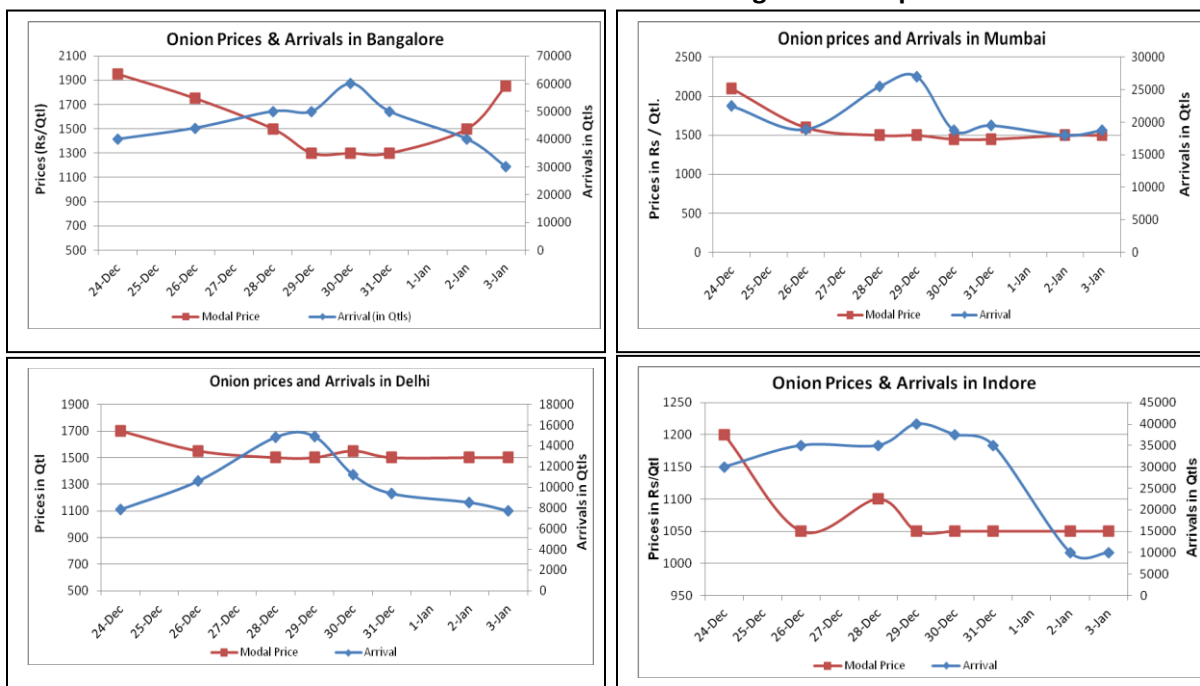 Onion Prices & Arrivals in Bangalore
Prices (Rs/Qtl)
2100
1900
1700
1500
1300
1100
900
700
500
70000
60000
50000
40000
30000
20000
10000
0
Arrivals in Qtls
24-Dec
25-Dec
26-Dec
27-Dec
28-Dec
29-Dec
30-Dec
31-Dec
1-Jan
2-Jan
3-Jan
Modal Price
Arrival (in Qtls)
Onion prices and Arrivals in Mumbai
Prices in Rs / Qtl.
2500
2000
1500
1000
500
0
30000
25000
20000
15000
10000
5000
0
Arrivals in Qtls
24-Dec
25-Dec
26-Dec
27-Dec
28-Dec
29-Dec
30-Dec
31-Dec
1-Jan
2-Jan
3-Jan
Modal Price
Arrival
Onion prices and Arrivals in Delhi
Prices in Qtl
1900
1700
1500
1300
1100
900
700
500
18000
16000
14000
12000
10000
8000
6000
4000
2000
0
Arrivals in Qtls
24-Dec
25-Dec
26-Dec
27-Dec
28-Dec
29-Dec
30-Dec
31-Dec
1-Jan
2-Jan
3-Jan
Modal Price
Arrival
Onion Prices & Arrivals in Indore
Prices in Rs/Qtl
1250
1200
1150
1100
1050
1000
950
45000
40000
35000
30000
25000
20000
15000
10000
5000
0
Arrivals in Qtls
24-Dec
25-Dec
26-Dec
27-Dec
28-Dec
29-Dec
30-Dec
31-Dec
1-Jan
2-Jan
3-Jan
Modal Price
Arrival